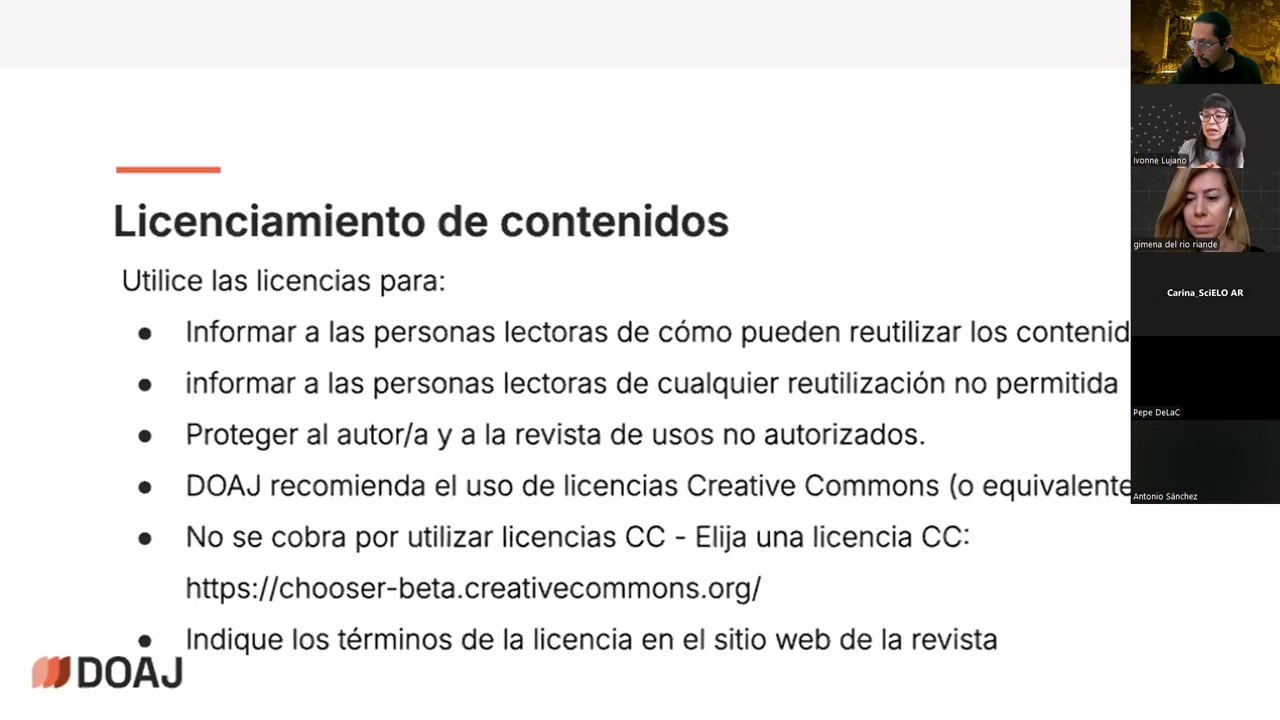 Licenciamiento de contenidos
Utilice las licencias para:
● Informar a las personas lectoras de cómo pueden reutilizar los contenid
● informar a las personas lectoras de cualquier reutilización no permitida
● Proteger al autor/a y a la revista de usos no autorizados.
● DOAJ recomienda el uso de licencias Creative Commons (o equivalente
● No se cobra por utilizar licencias CC - Elija una licencia CC:
https://chooser-beta.creativecommons.org/
● Indique los términos de la licencia en el sitio web de la revista
DOAJ
Ivonne Lujano
gimena del rio riande
Carina_SciELO AR
Pepe DeLaC
Antonio Sánchez